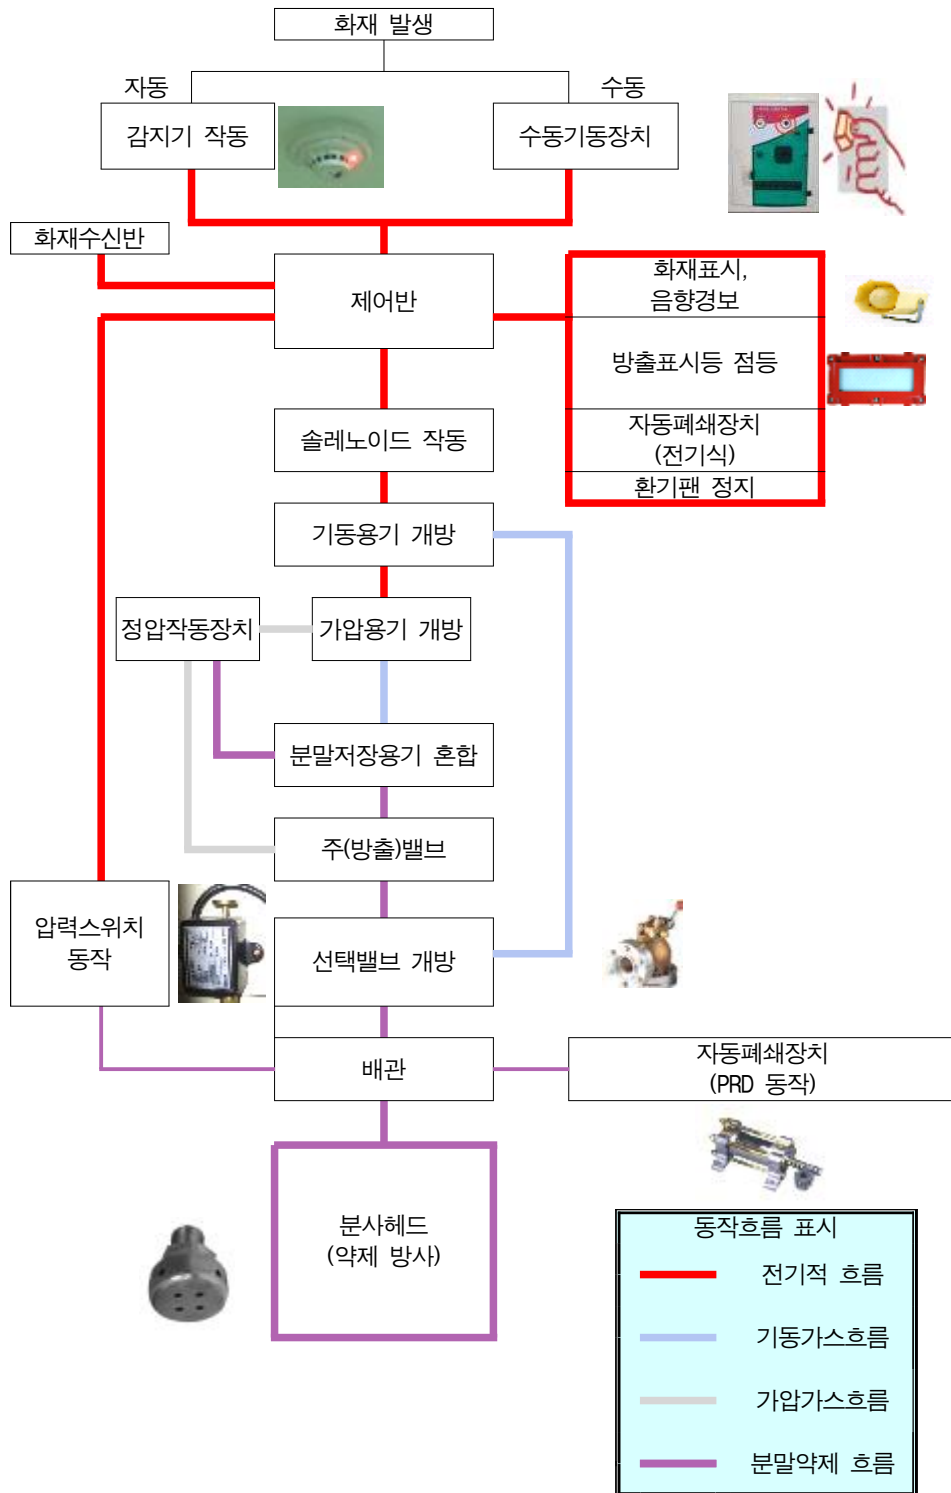 화재 발생
자동
수동
감지기 작동
수동기동장치
화재수신반
제어반
화재표시,
음향경보
방출표시등 점등
솔레노이드 작동
자동폐쇄장치
(전기식)
환기팬 정지
기동용기 개방
정압작동장치
가압용기 개방
분말저장용기 혼합
주(방출)밸브
압력스위치
동작
선택밸브 개방
배관
자동폐쇄장치
(PRD 동작)
분사헤드
(약제 방사)
동작흐름 표시
전기적 흐름
기동가스흐름
가압가스흐름
분말약제 흐름